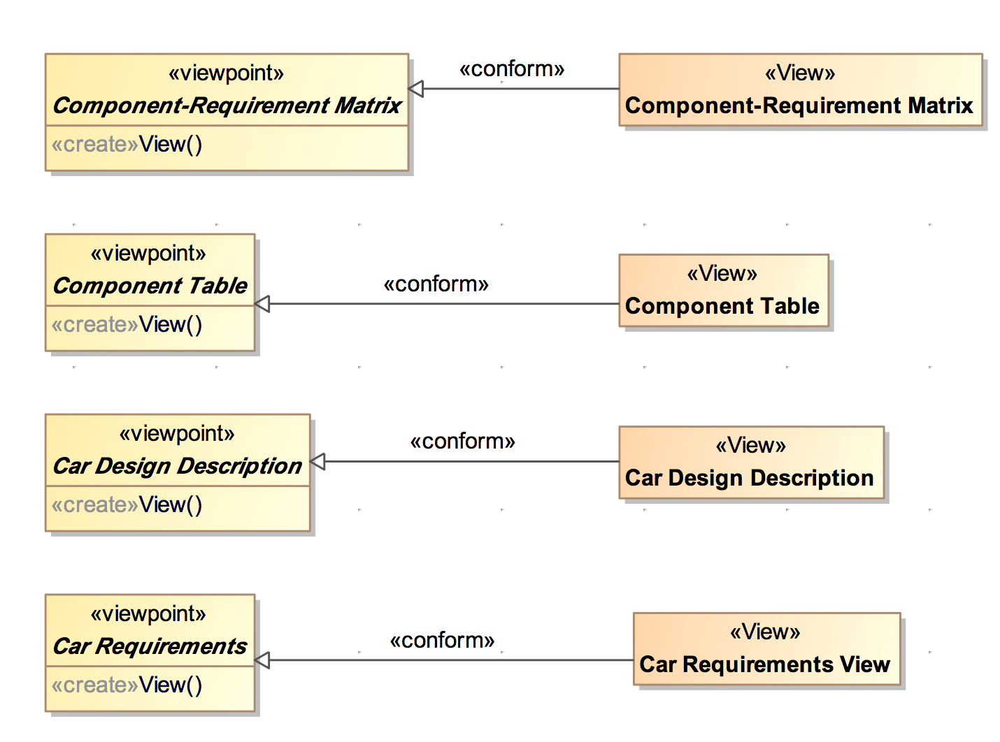 «viewpoint»
Component-Requirement Matrix
«create»View()
«conform»
«View»
Component-Requirement Matrix
«viewpoint»
Component Table
«create»View()
«conform»
«View»
Component Table
«viewpoint»
Car Design Description
«create»View()
«conform»
«View»
Car Design Description
«viewpoint»
Car Requirements
«create»View()
«conform»
«View»
Car Requirements View